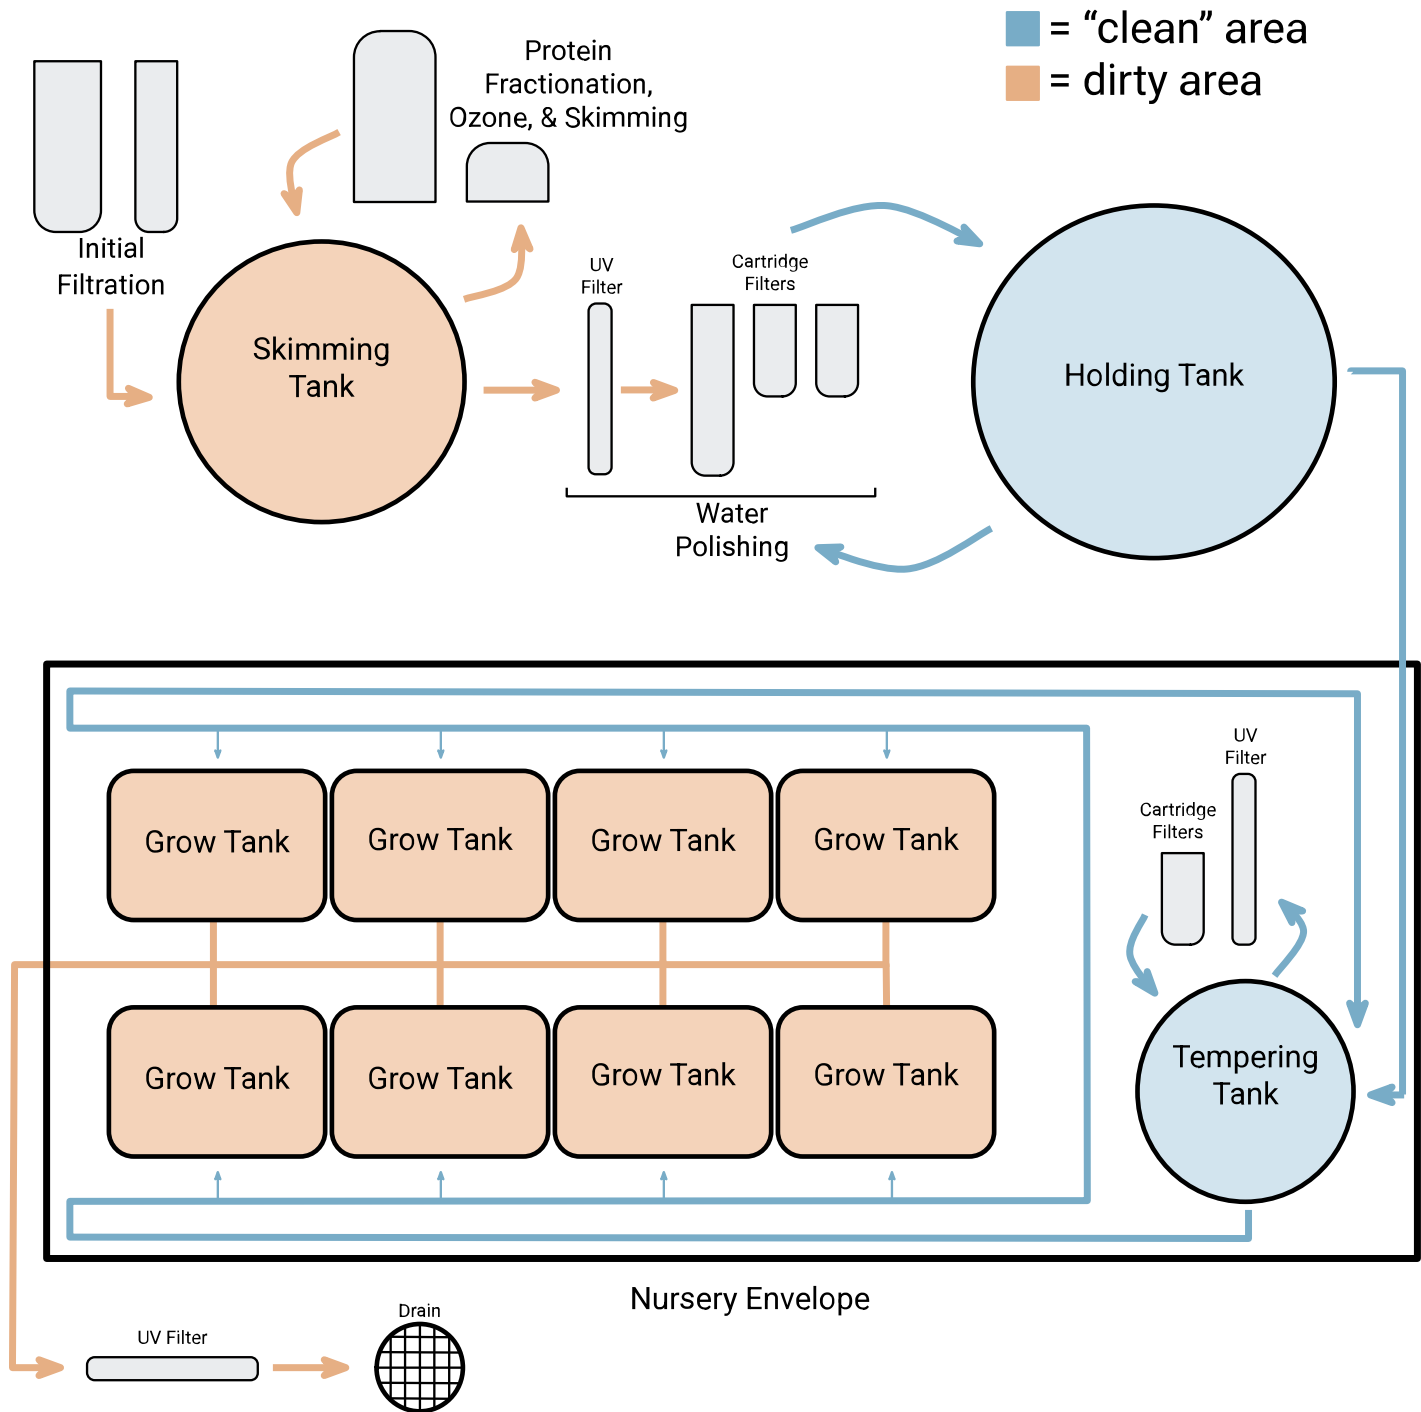 = “clean” area
= dirty area
Protein
Fractionation,
Ozone, & Skimming
Initial
Filtration
UV
Filter
Cartridge
Filters
Skimming
Tank
Holding Tank
Water
Polishing
UV
Filter
Cartridge
Filters
Grow Tank
Grow Tank
Grow Tank
Grow Tank
Grow Tank
Grow Tank
Grow Tank
Grow Tank
Tempering
Tank
Nursery Envelope
UV Filter
Drain